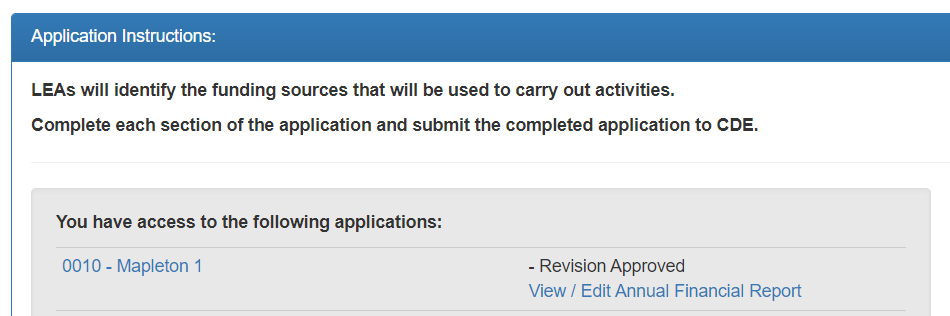 Application Instructions:
LEAs will identify the funding sources that will be used to carry out activities.
Complete each section of the application and submit the completed application to CDE.
You have access to the following applications:
0010 - Mapleton 1
- Revision Approved
View / Edit Annual Financial Report